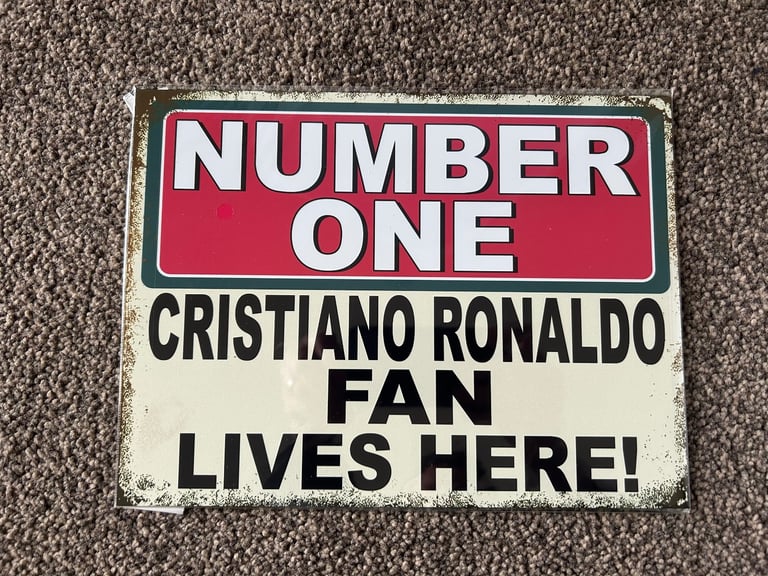 NUMBER
ONE
CRISTIANO RONALDO
FAN
LIVES HERE!